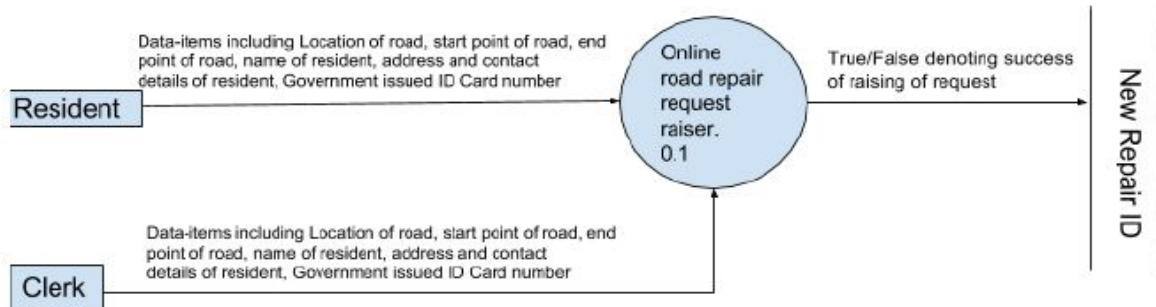 Data-items including Location of road, start point of road, end
point of road, name of resident, address and contact
details of resident, Government issued ID Card number
Resident
Online
road repair
request
raiser.
0.1
True/False denoting success
of raising of request
New Repair ID
Data-items including Location of road, start point of road, end
point of road, name of resident, address and contact
details of resident, Government issued ID Card number
Clerk